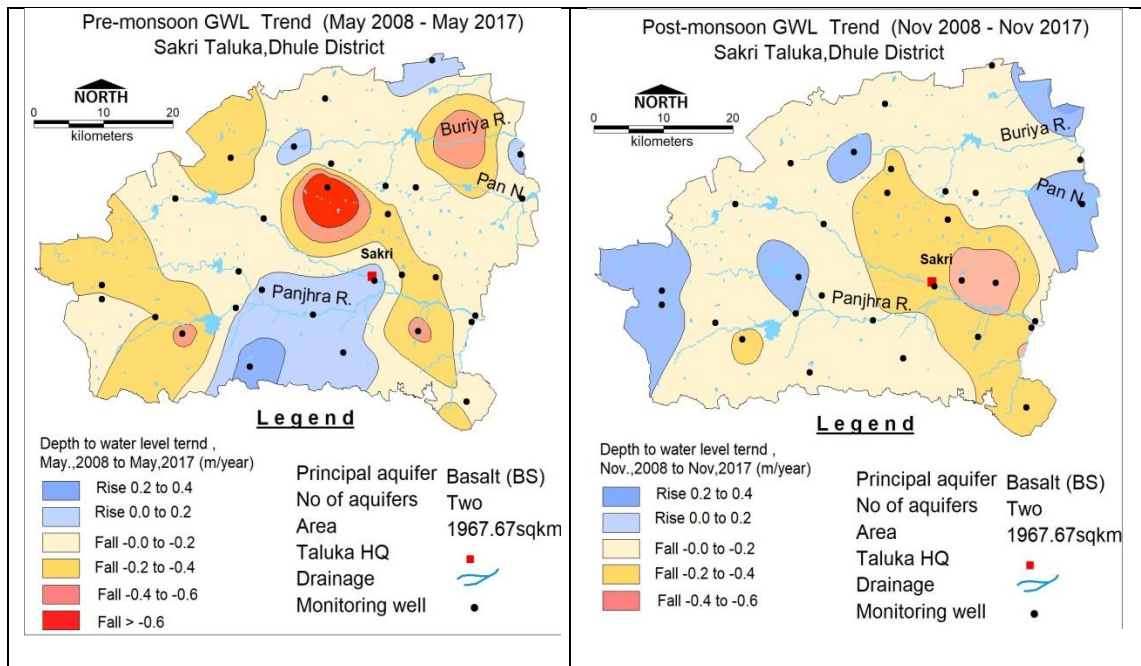 Pre-monsoon GWL Trend (May 2008 - May 2017)
Sakri Taluka,Dhule District
NORTH
0 10 20
kilometers
Buriya R.
Pan N.
Sakri
Panjhra R.
Legend
Depth to water level ternd ,
May.,2008 to May,2017 (m/year)
Rise 0.2 to 0.4
Rise 0.0 to 0.2
Fall -0.0 to -0.2
Fall -0.2 to -0.4
Fall -0.4 to -0.6
Fall > -0.6
Principal aquifer Basalt (BS)
No of aquifers Two
Area 1967.67sqkm
Taluka HQ
Drainage
Monitoring well
Post-monsoon GWL Trend (Nov 2008 - Nov 2017)
Sakri Taluka,Dhule District
NORTH
0 10 20
kilometers
Buriya R.
Pan N.
Sakri
Panjhra R.
Legend
Depth to water level ternd ,
Nov.,2008 to Nov,2017 (m/year)
Rise 0.2 to 0.4
Rise 0.0 to 0.2
Fall -0.0 to -0.2
Fall -0.2 to -0.4
Fall -0.4 to -0.6
Principal aquifer Basalt (BS)
No of aquifers Two
Area 1967.67sqkm
Taluka HQ
Drainage
Monitoring well